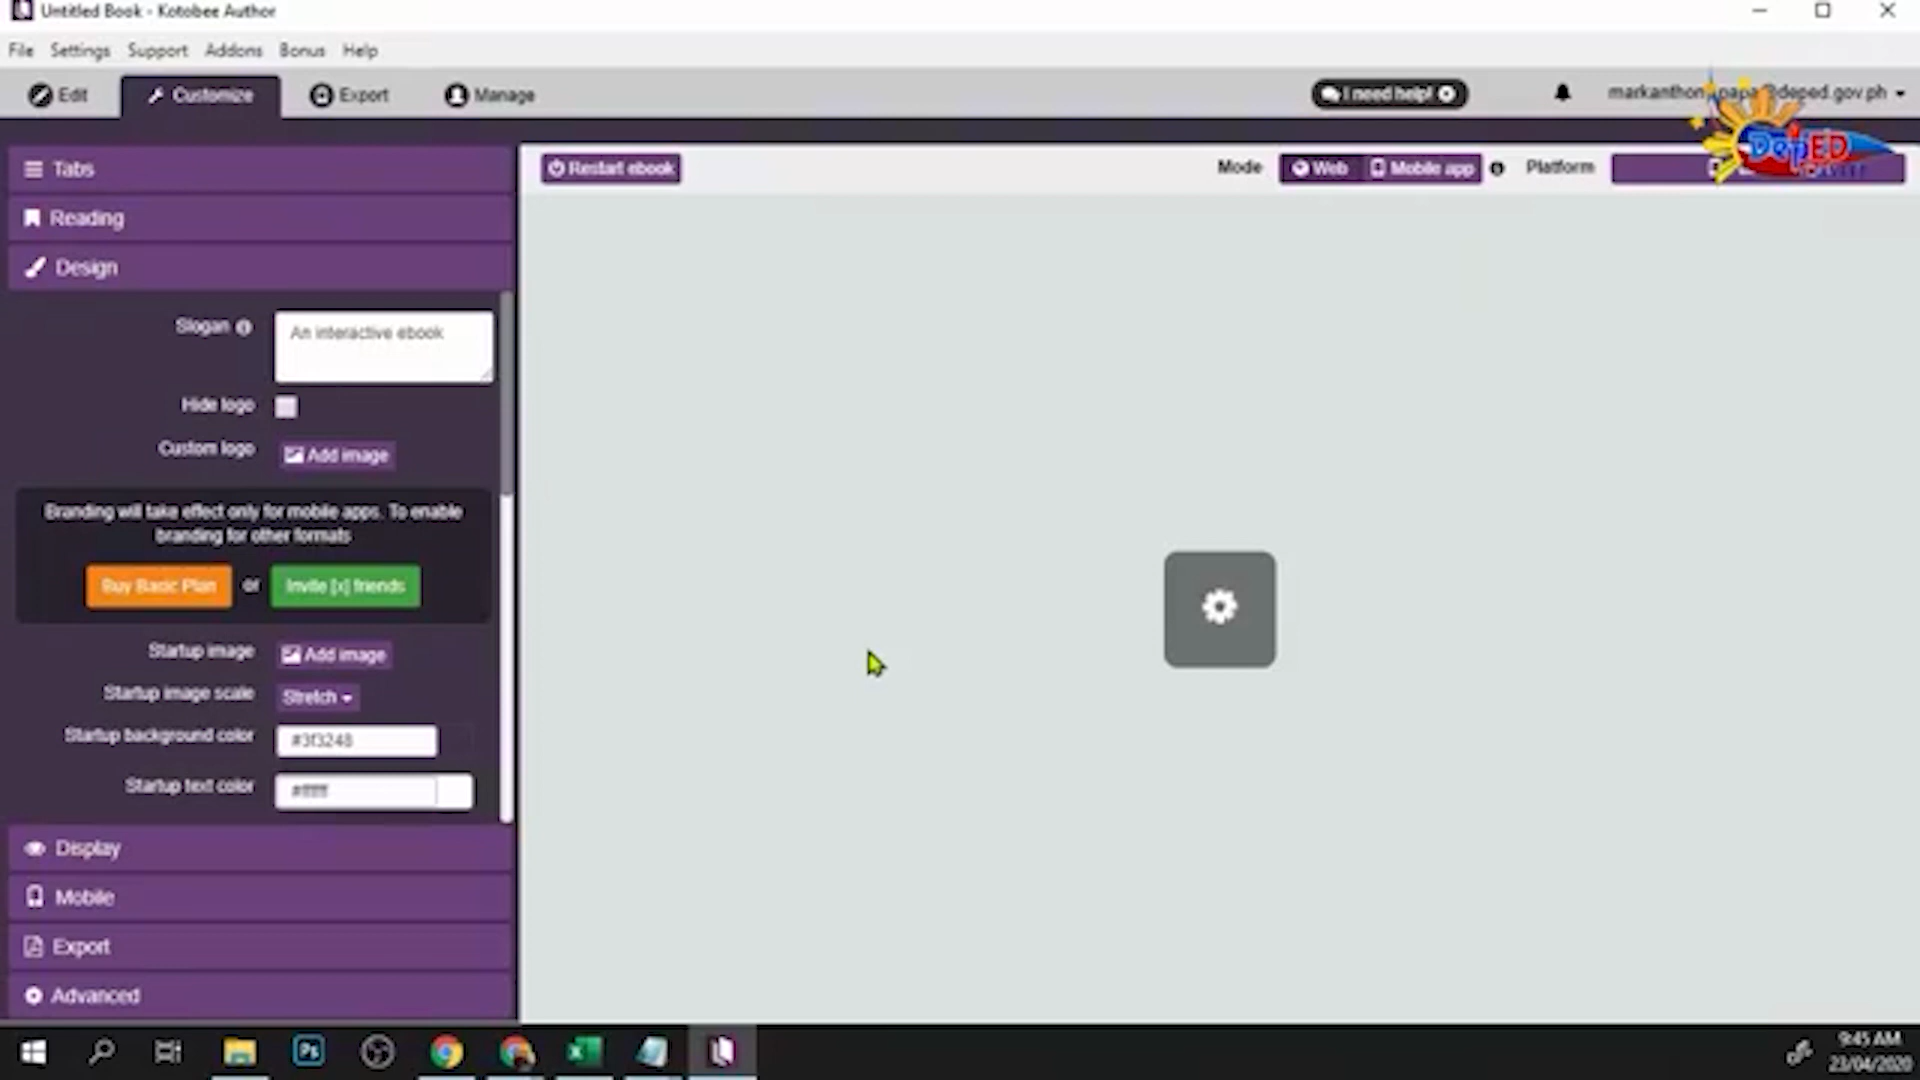 Untitled Book - Kotobee Author
File Settings Support Addons Bonus Help
Edit Customize Export Manage I need help!
Tabs
Restart ebook Mode Web Mobile app Platform
DepED
Reading
Design
Slogan An interactive ebook
Hide logo
Custom logo Add image
Branding will take effect only for mobile apps. To enable
branding for other formats
Buy Basic Plan or Invite [x] friends
Startup image Add image
Startup image scale Stretch
Startup background color #3f3248
Startup text color #ffffff
Display
Mobile
Export
Advanced
Ps
9:45 AM
23/04/2020